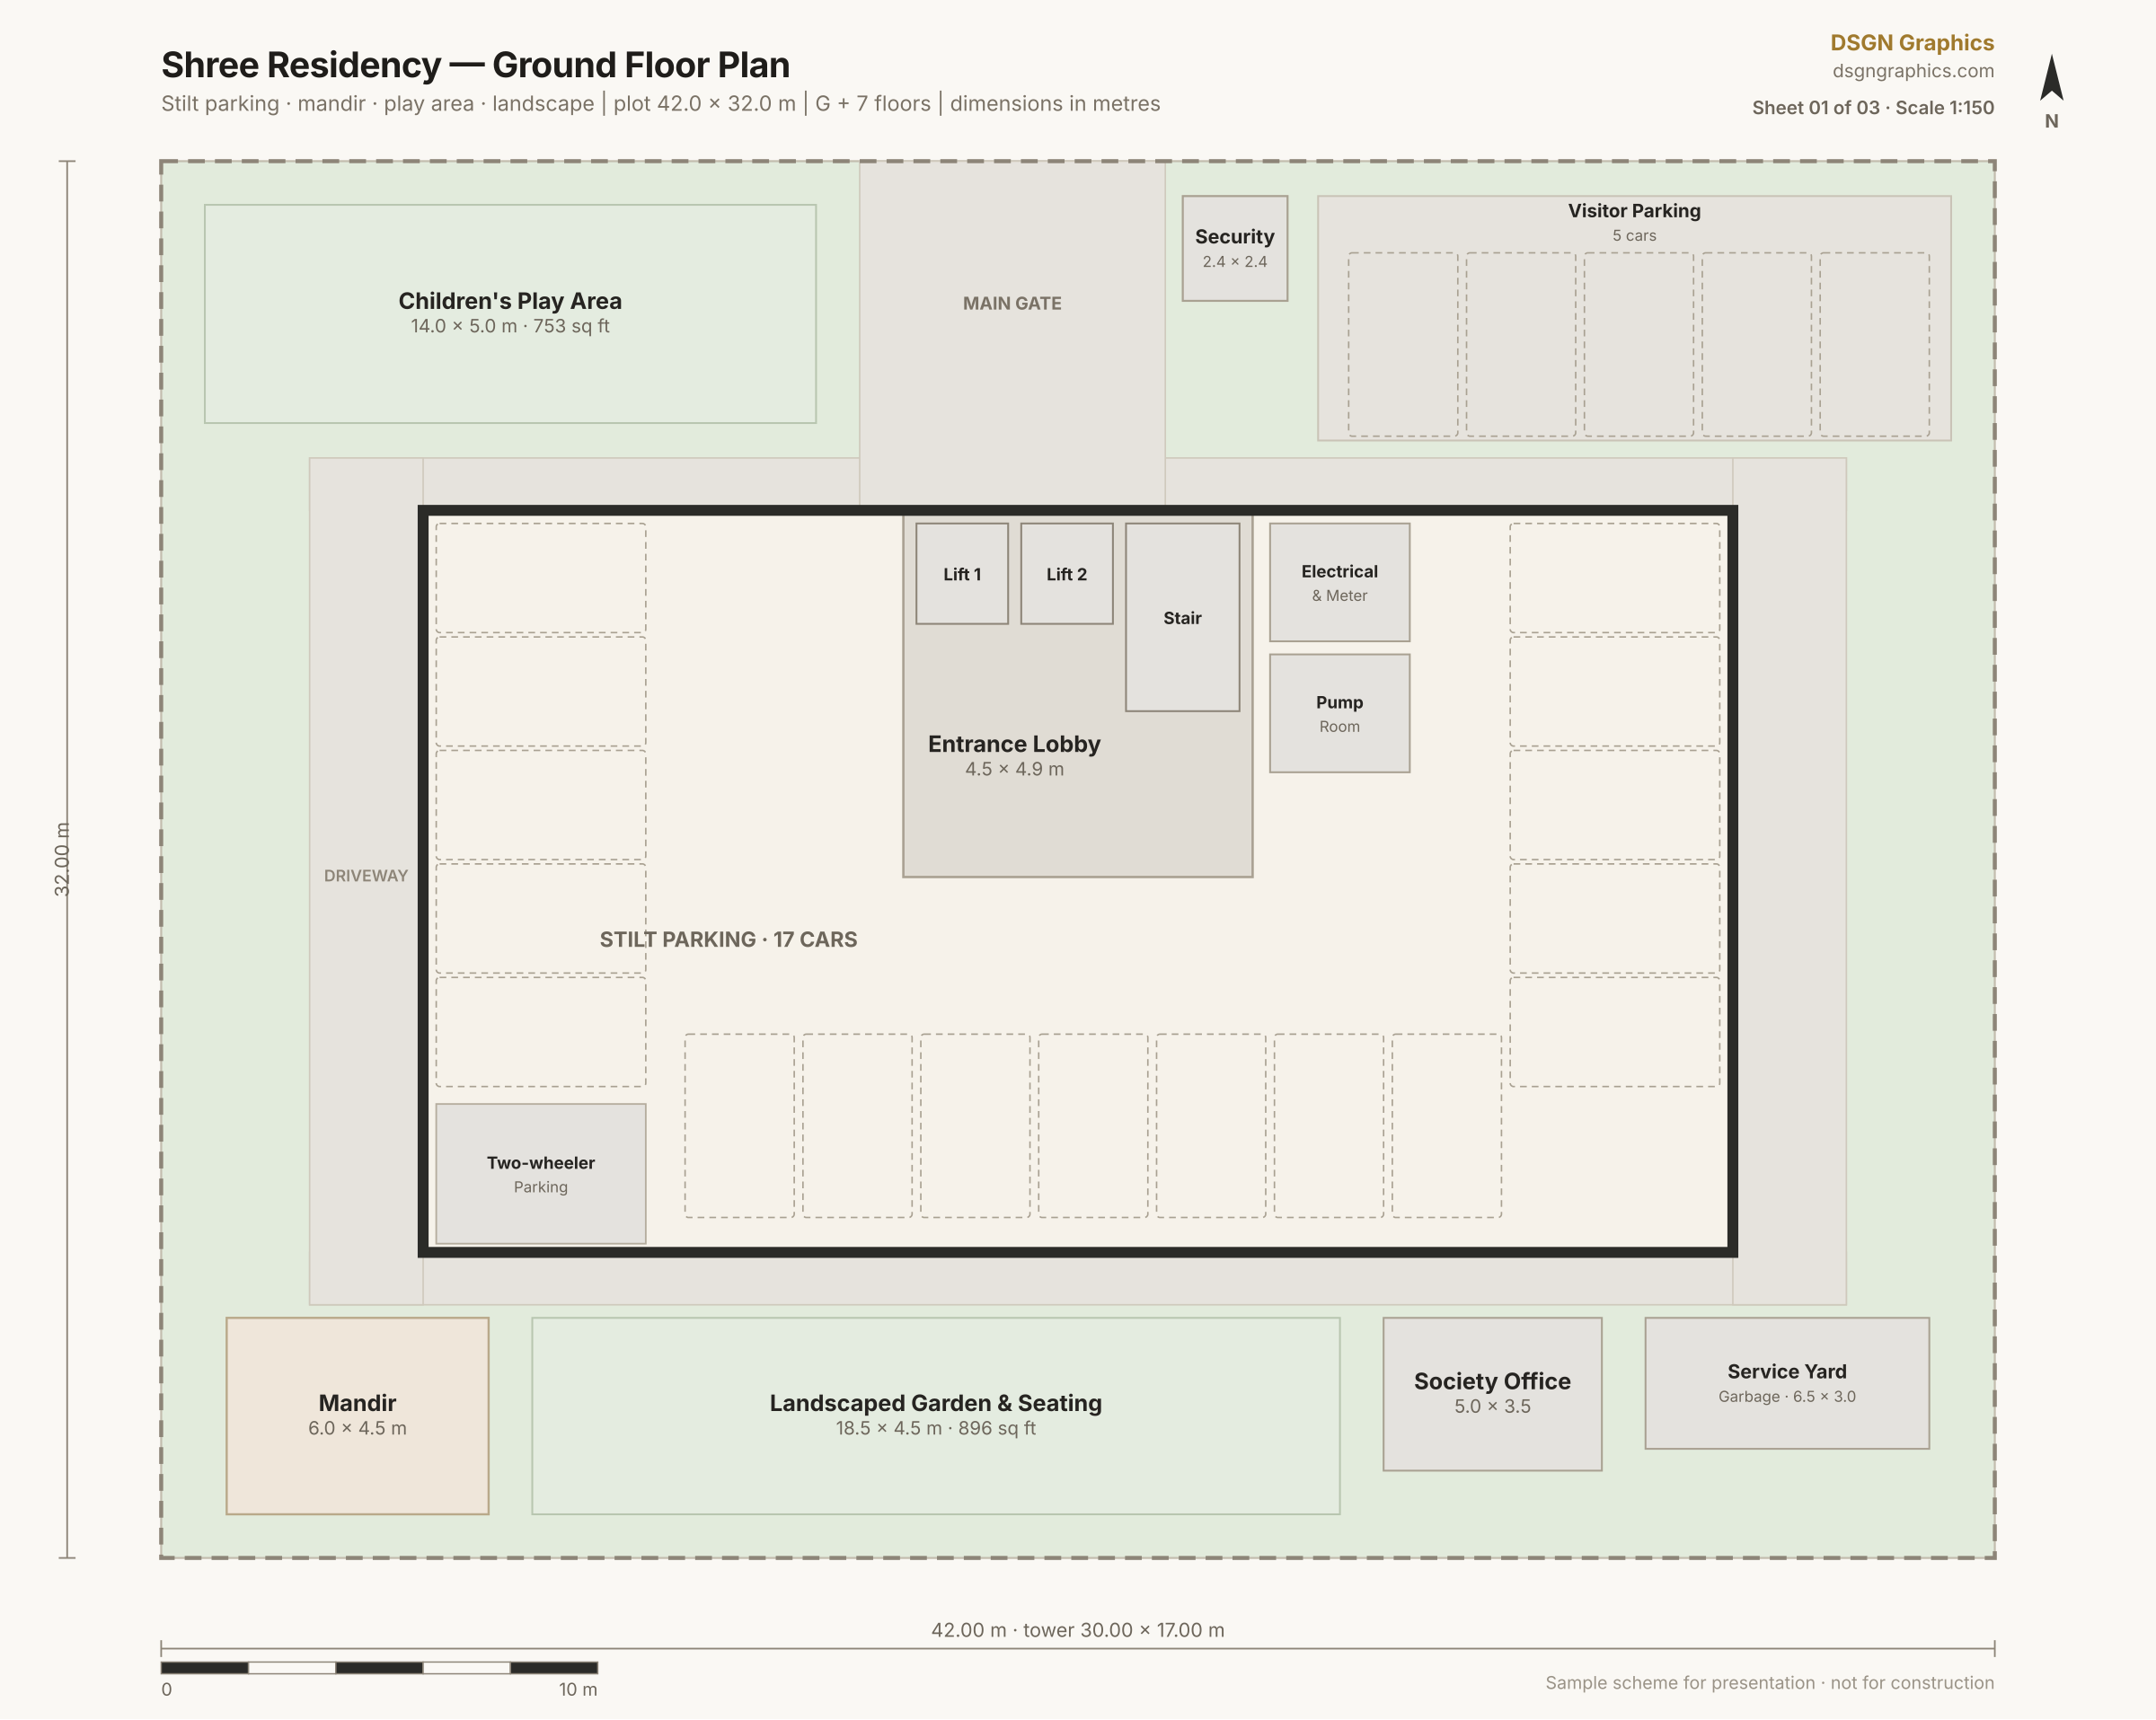 Shree Residency — Ground Floor Plan
Stilt parking · mandir · play area · landscape | plot 42.0 × 32.0 m | G + 7 floors | dimensions in metres
DSGN Graphics
dsgngraphics.com
Sheet 01 of 03 · Scale 1:150
N
Children's Play Area
14.0 × 5.0 m · 753 sq ft
MAIN GATE
Security
2.4 × 2.4
Visitor Parking
5 cars
Lift 1
Lift 2
Stair
Electrical
& Meter
Pump
Room
Entrance Lobby
4.5 × 4.9 m
32.00 m
DRIVEWAY
STILT PARKING · 17 CARS
Two-wheeler
Parking
Mandir
6.0 × 4.5 m
Landscaped Garden & Seating
18.5 × 4.5 m · 896 sq ft
Society Office
5.0 × 3.5
Service Yard
Garbage · 6.5 × 3.0
42.00 m · tower 30.00 × 17.00 m
0
10 m
Sample scheme for presentation · not for construction